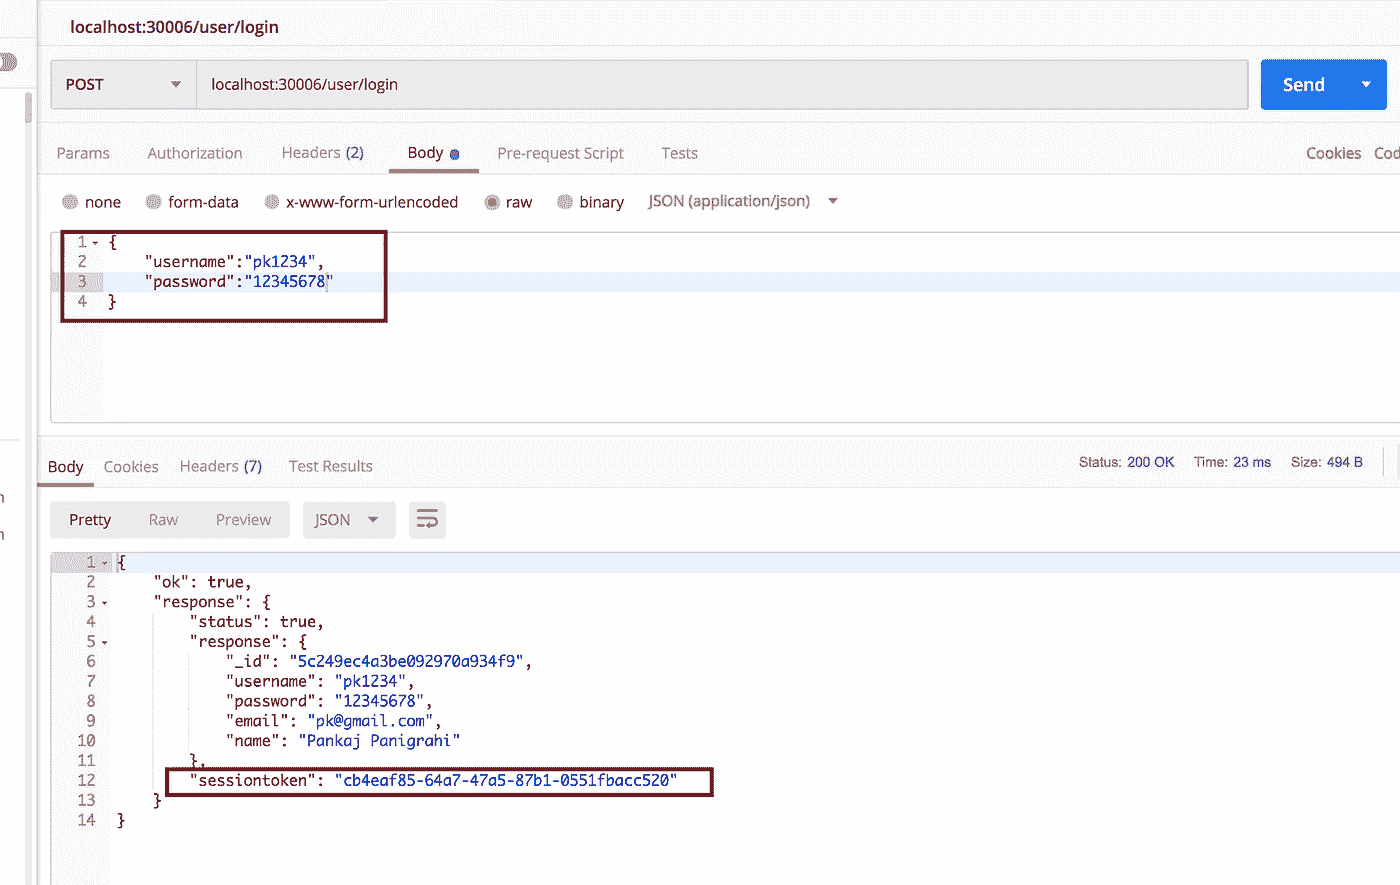 localhost:30006/user/login
POST localhost:30006/user/login Send
Params Authorization Headers (2) Body Pre-request Script Tests Cookies Cod
none form-data x-www-form-urlencoded raw binary JSON (application/json)
1 {
2 "username":"pk1234",
3 "password":"12345678"
4 }
Body Cookies Headers (7) Test Results Status: 200 OK Time: 23 ms Size: 494 B
Pretty Raw Preview JSON
1 {
2 "ok": true,
3 "response": {
4 "status": true,
5 "response": {
6 "_id": "5c249ec4a3be092970a934f9",
7 "username": "pk1234",
8 "password": "12345678",
9 "email": "pk@gmail.com",
10 "name": "Pankaj Panigrahi"
11 },
12 "sessiontoken": "cb4eaf85-64a7-47a5-87b1-0551fbacc520"
13 }
14 }